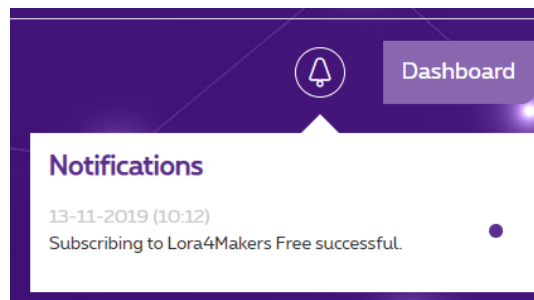 Dashboard
Notifications
13-11-2019 (10:12)
Subscribing to Lora4Makers Free successful.